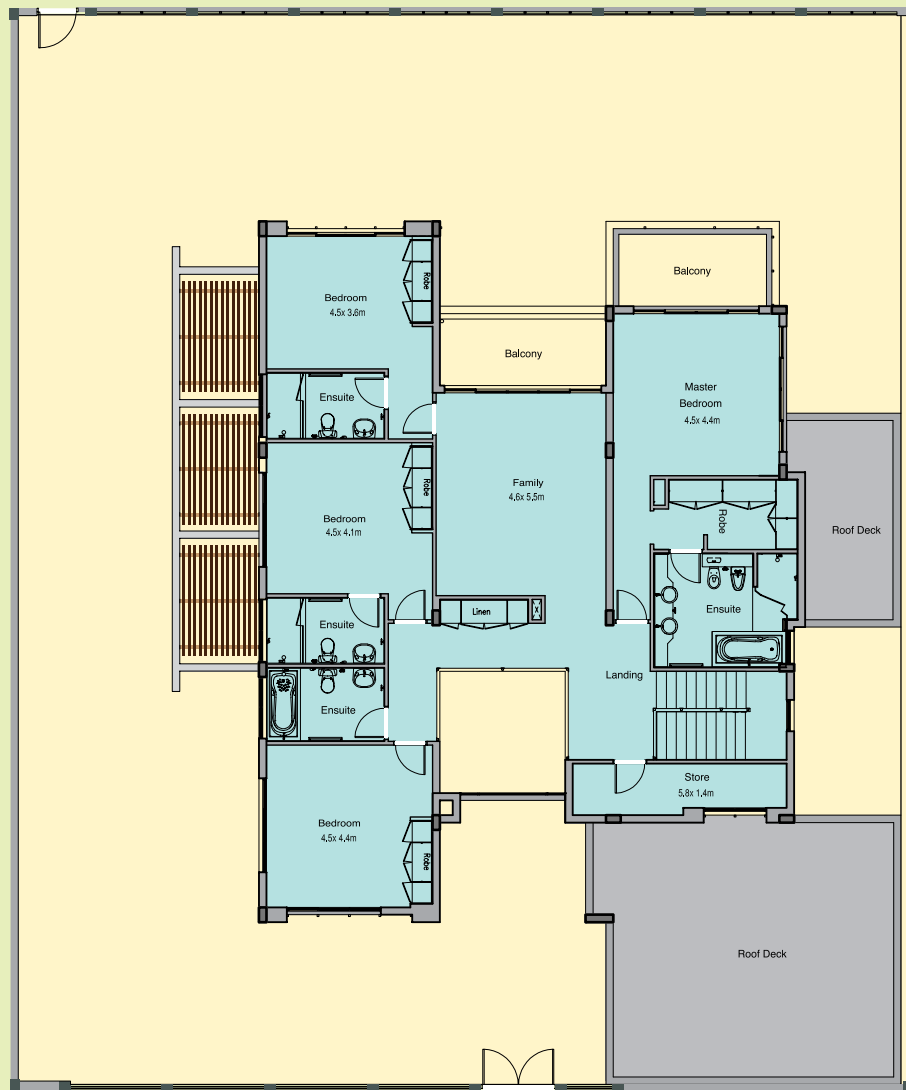 Balcony
Bedroom
4.5x 3.6m
Robe
Balcony
Master
Bedroom
4.5x 4.4m
Ensuite
Family
4.6x 5.5m
Robe
Bedroom
4.5x 4.1m
Robe
Roof Deck
Linen
Ensuite
Ensuite
Landing
Ensuite
Store
5.8x 1.4m
Bedroom
4.5x 4.4m
Robe
Roof Deck